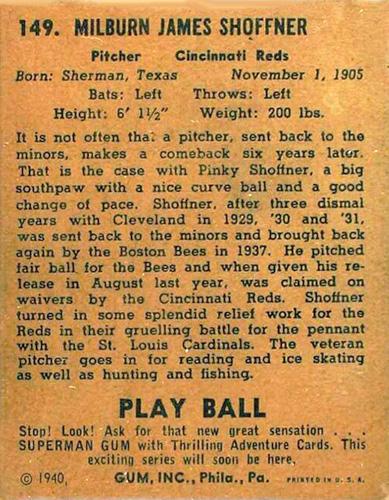 149. MILBURN JAMES SHOFFNER
Pitcher Cincinnati Reds
Born: Sherman, Texas November 1, 1905
Bats: Left Throws: Left
Height: 6' 1½" Weight: 200 lbs.
It is not often that a pitcher, sent back to the
minors, makes a comeback six years later.
That is the case with Pinky Shoffner, a big
southpaw with a nice curve ball and a good
change of pace. Shoffner, after three dismal
years with Cleveland in 1929, '30 and '31,
was sent back to the minors and brought back
again by the Boston Bees in 1937. He pitched
fair ball for the Bees and when given his re-
lease in August last year, was claimed on
waivers by the Cincinnati Reds. Shoffner
turned in some splendid relief work for the
Reds in their gruelling battle for the pennant
with the St. Louis Cardinals. The veteran
pitcher goes in for reading and ice skating
as well as hunting and fishing.
PLAY BALL
Stop! Look! Ask for that new great sensation . . .
SUPERMAN GUM with Thrilling Adventure Cards. This
exciting series will soon be here.
© 1940, GUM, INC., Phila., Pa. PRINTED IN U. S. A.